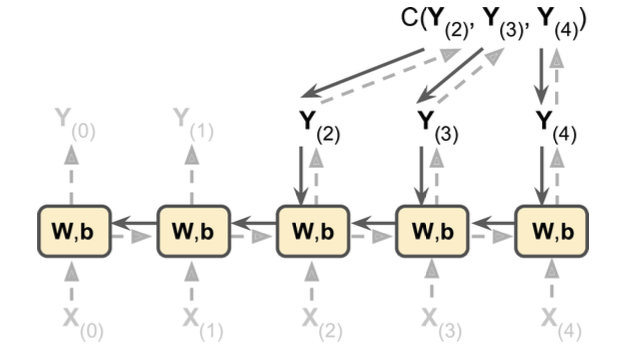 C(Y(2), Y(3), Y(4))
Y(0) Y(1) Y(2) Y(3) Y(4)
W,b W,b W,b W,b W,b
X(0) X(1) X(2) X(3) X(4)